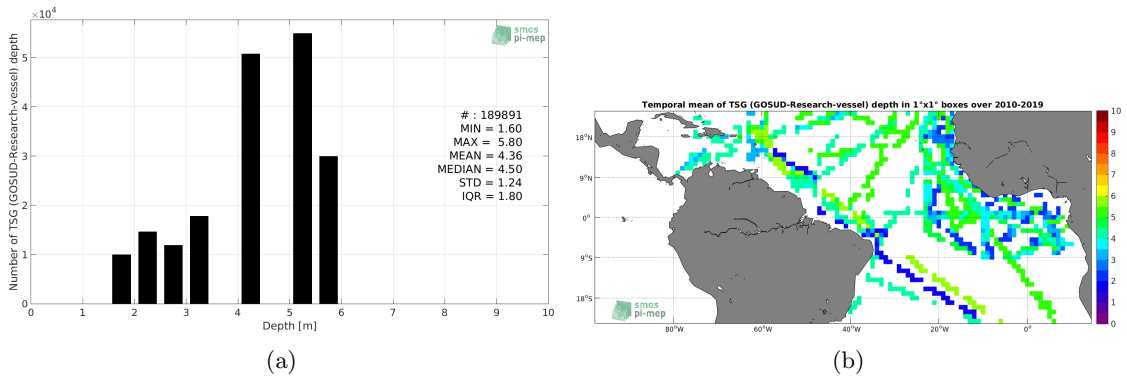 ×10^4
smos
pi-mep
Number of TSG (GOSUD-Research-vessel) depth
5
4
3
2
1
0
# : 189891
MIN = 1.60
MAX = 5.80
MEAN = 4.36
MEDIAN = 4.50
STD = 1.24
IQR = 1.80
0 1 2 3 4 5 6 7 8 9 10
Depth [m]
(a)
Temporal mean of TSG (GOSUD-Research-vessel) depth in 1°x1° boxes over 2010-2019
18°N
9°N
0°
9°S
18°S
smos
pi-mep
80°W 60°W 40°W 20°W 0°
10
9
8
7
6
5
4
3
2
1
0
(b)